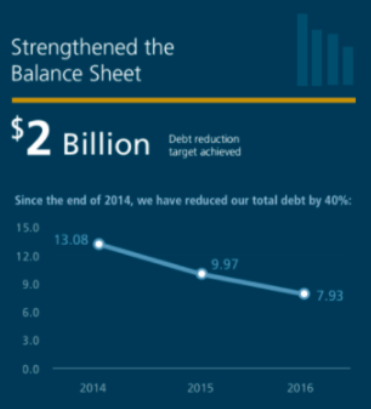 Strengthened the
Balance Sheet
$2 Billion
Debt reduction
target achieved
Since the end of 2014, we have reduced our total debt by 40%:
15.0
13.08
12.0
9.97
9.0
7.93
6.0
3.0
0.0
2014 2015 2016